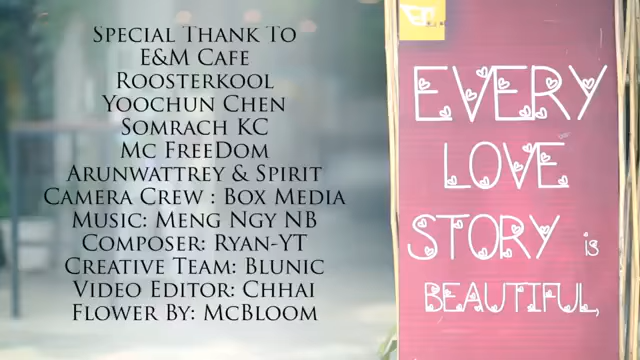 Special Thank To
E&M Cafe
Roosterkool
Yoochun Chen
Somrach KC
Mc FreeDom
Arunwattrey & Spirit
Camera Crew : Box Media
Music: Meng Ngy NB
Composer: Ryan-YT
Creative Team: Blunic
Video Editor: Chhai
Flower By: McBloom
EVERY
LOVE
STORY is
BEAUTIFUL,